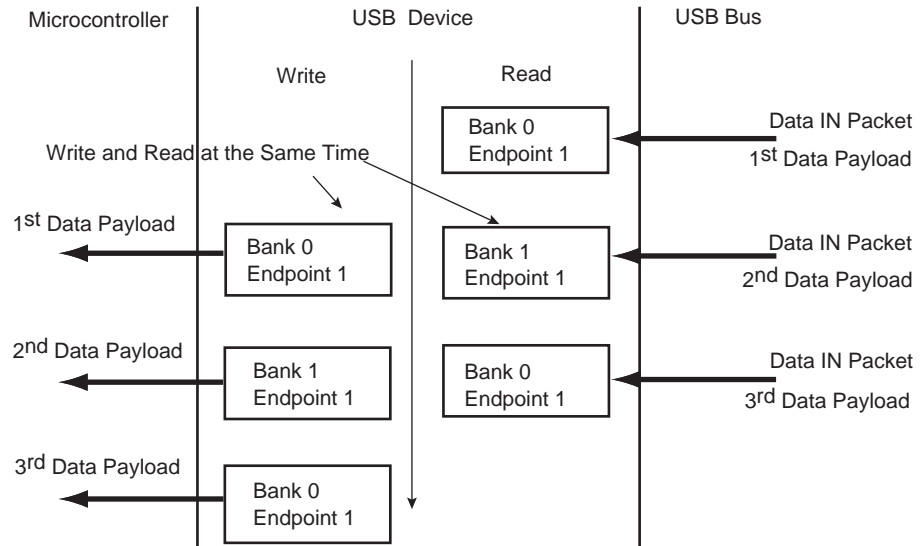 Microcontroller USB Device USB Bus
Write Read
Bank 0
Endpoint 1
Data IN Packet
1st Data Payload
Write and Read at the Same Time
1st Data Payload
Bank 0
Endpoint 1
Bank 1
Endpoint 1
Data IN Packet
2nd Data Payload
2nd Data Payload
Bank 1
Endpoint 1
Bank 0
Endpoint 1
Data IN Packet
3rd Data Payload
3rd Data Payload
Bank 0
Endpoint 1